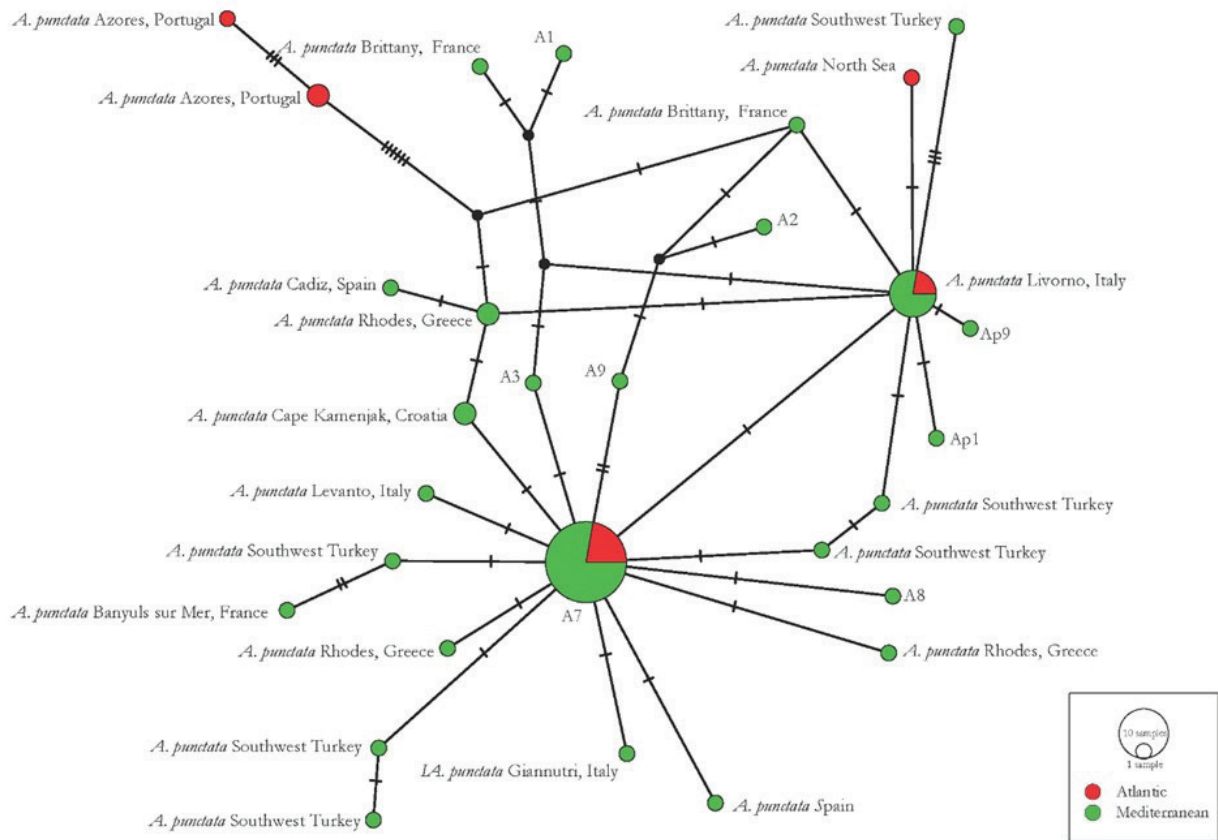 A. punctata Azores, Portugal
A. punctata Brittany, France
A1
A.. punctata Southwest Turkey
A. punctata North Sea
A. punctata Azores, Portugal
A. punctata Brittany, France
A2
A. punctata Cadiz, Spain
A. punctata Livorno, Italy
A. punctata Rhodes, Greece
Ap9
A3
A9
A. punctata Cape Kamenjak, Croatia
Ap1
A. punctata Levanto, Italy
A. punctata Southwest Turkey
A. punctata Southwest Turkey
A. punctata Southwest Turkey
A8
A. punctata Banyuls sur Mer, France
A7
A. punctata Rhodes, Greece
A. punctata Rhodes, Greece
A. punctata Southwest Turkey
LA. punctata Giannutri, Italy
A. punctata Spain
A. punctata Southwest Turkey
10 samples
1 sample
Atlantic
Mediterranean